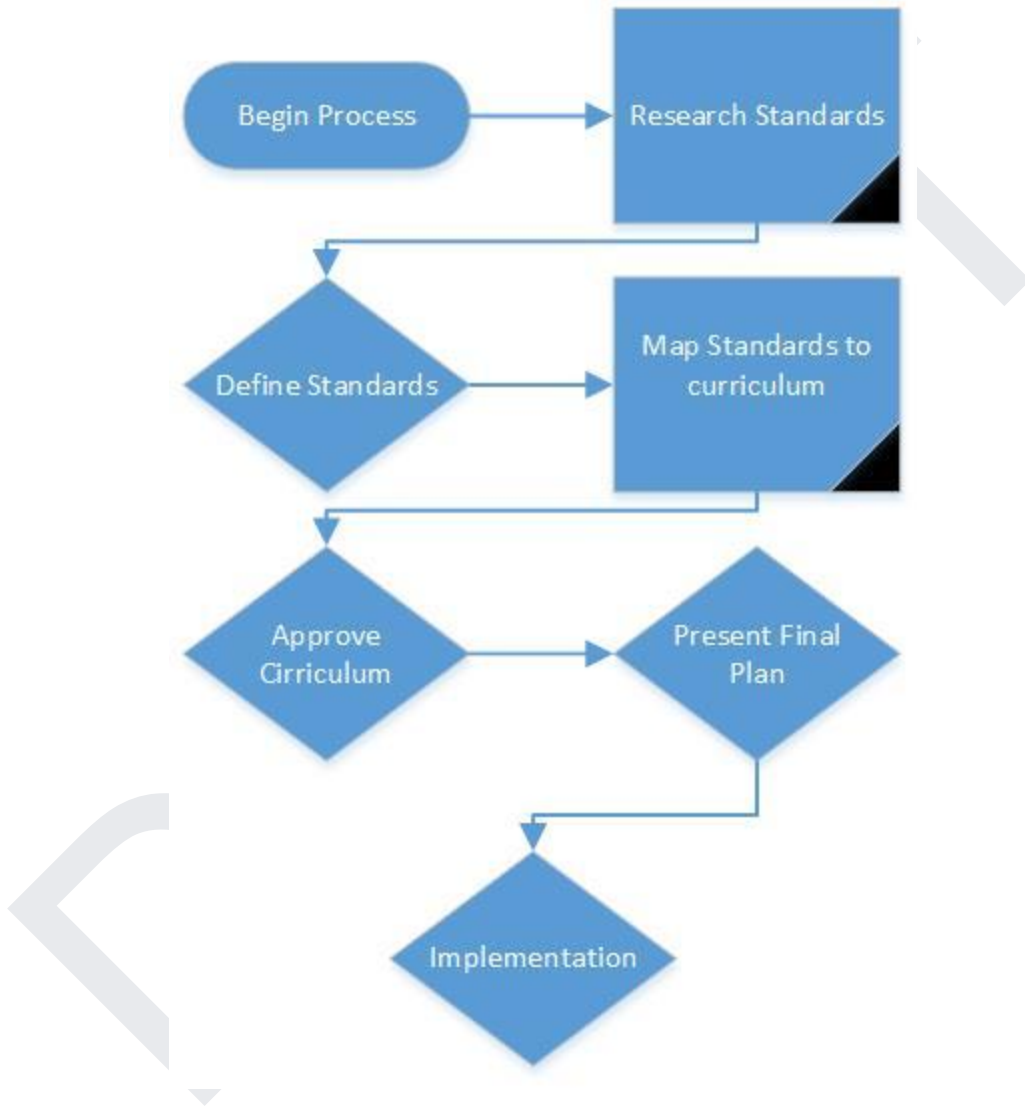 Begin Process
Research Standards
Define Standards
Map Standards to
curriculum
Approve
Cirriculum
Present Final
Plan
Implementation